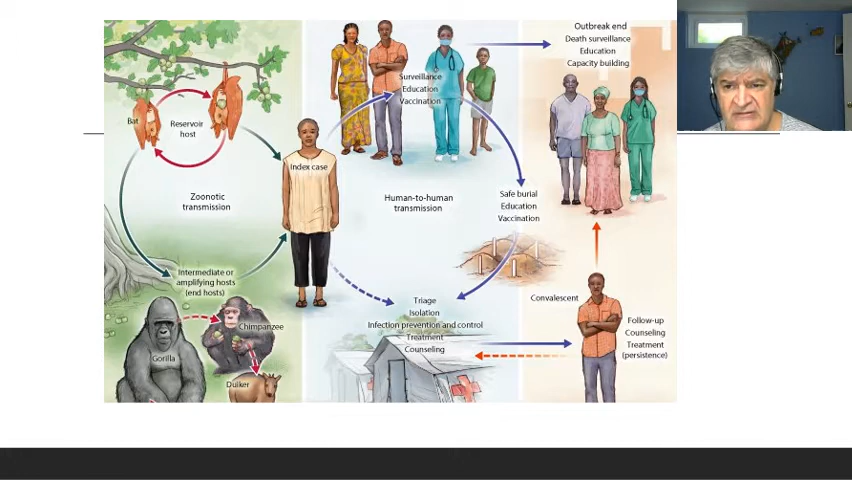 Bat
Reservoir
host
Zoonotic
transmission
Intermediate or
amplifying hosts
(end hosts)
Gorilla
Chimpanzee
Duiker
Index case
Surveillance
Education
Vaccination
Human-to-human
transmission
Safe burial
Education
Vaccination
Triage
Isolation
Infection prevention and control
Treatment
Counseling
Outbreak end
Death surveillance
Education
Capacity building
Convalescent
Follow-up
Counseling
Treatment
(persistence)